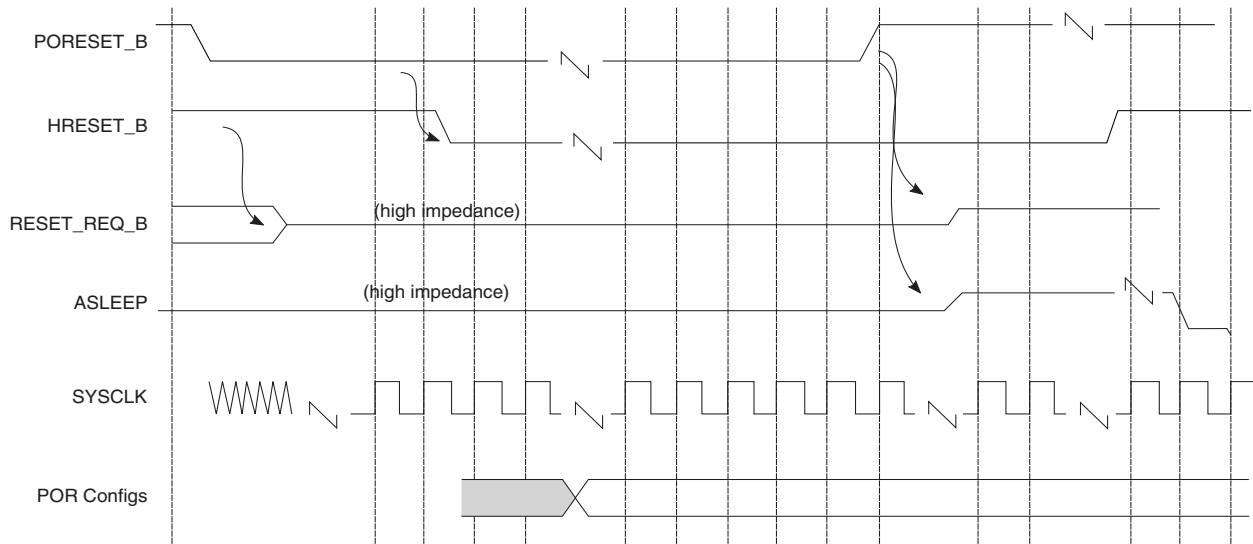 PORESET_B
HRESET_B
RESET_REQ_B
(high impedance)
ASLEEP
(high impedance)
SYSCLK
POR Configs